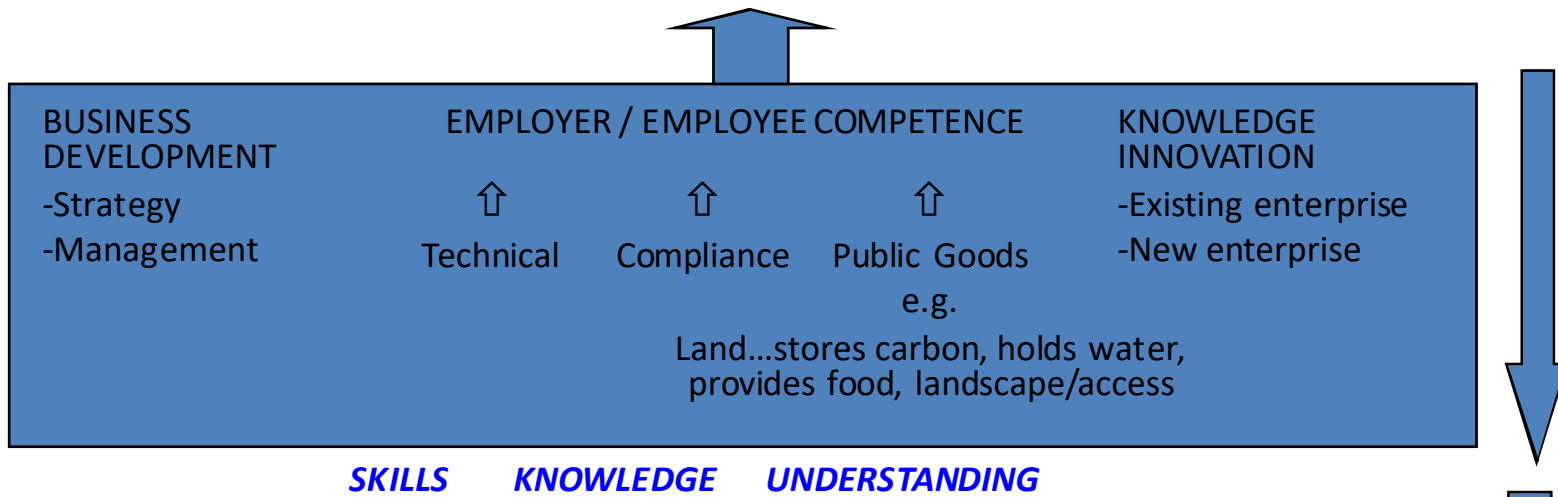 BUSINESS
DEVELOPMENT
-Strategy
-Management
EMPLOYER / EMPLOYEE COMPETENCE
⇧ ⇧ ⇧
Technical Compliance Public Goods
e.g.
Land...stores carbon, holds water,
provides food, landscape/access
KNOWLEDGE
INNOVATION
-Existing enterprise
-New enterprise
SKILLS KNOWLEDGE UNDERSTANDING